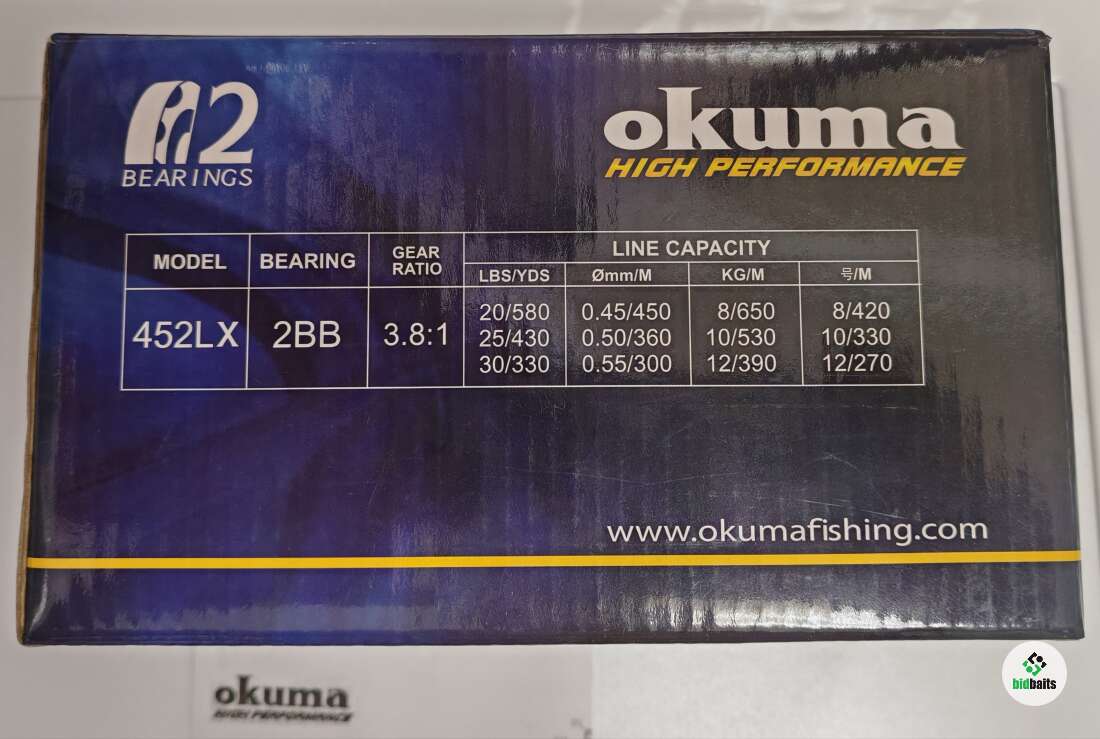 2
BEARINGS
okuma
HIGH PERFORMANCE
MODEL BEARING GEAR RATIO LINE CAPACITY
LBS/YDS Ømm/M KG/M 号/M
452LX 2BB 3.8:1
20/580 0.45/450 8/650 8/420
25/430 0.50/360 10/530 10/330
30/330 0.55/300 12/390 12/270
www.okumafishing.com
okuma
HIGH PERFORMANCE
bidbaits